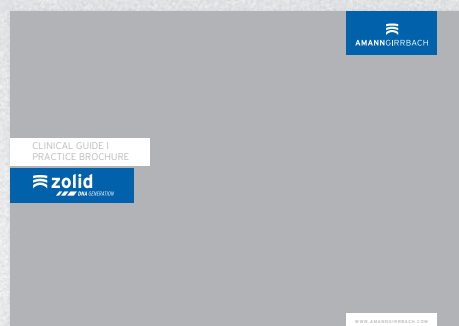 AMANNGIRRBACH
CLINICAL GUIDE I
PRACTICE BROCHURE
zolid
DNA GENERATION
WWW.AMANNGIRRBACH.COM